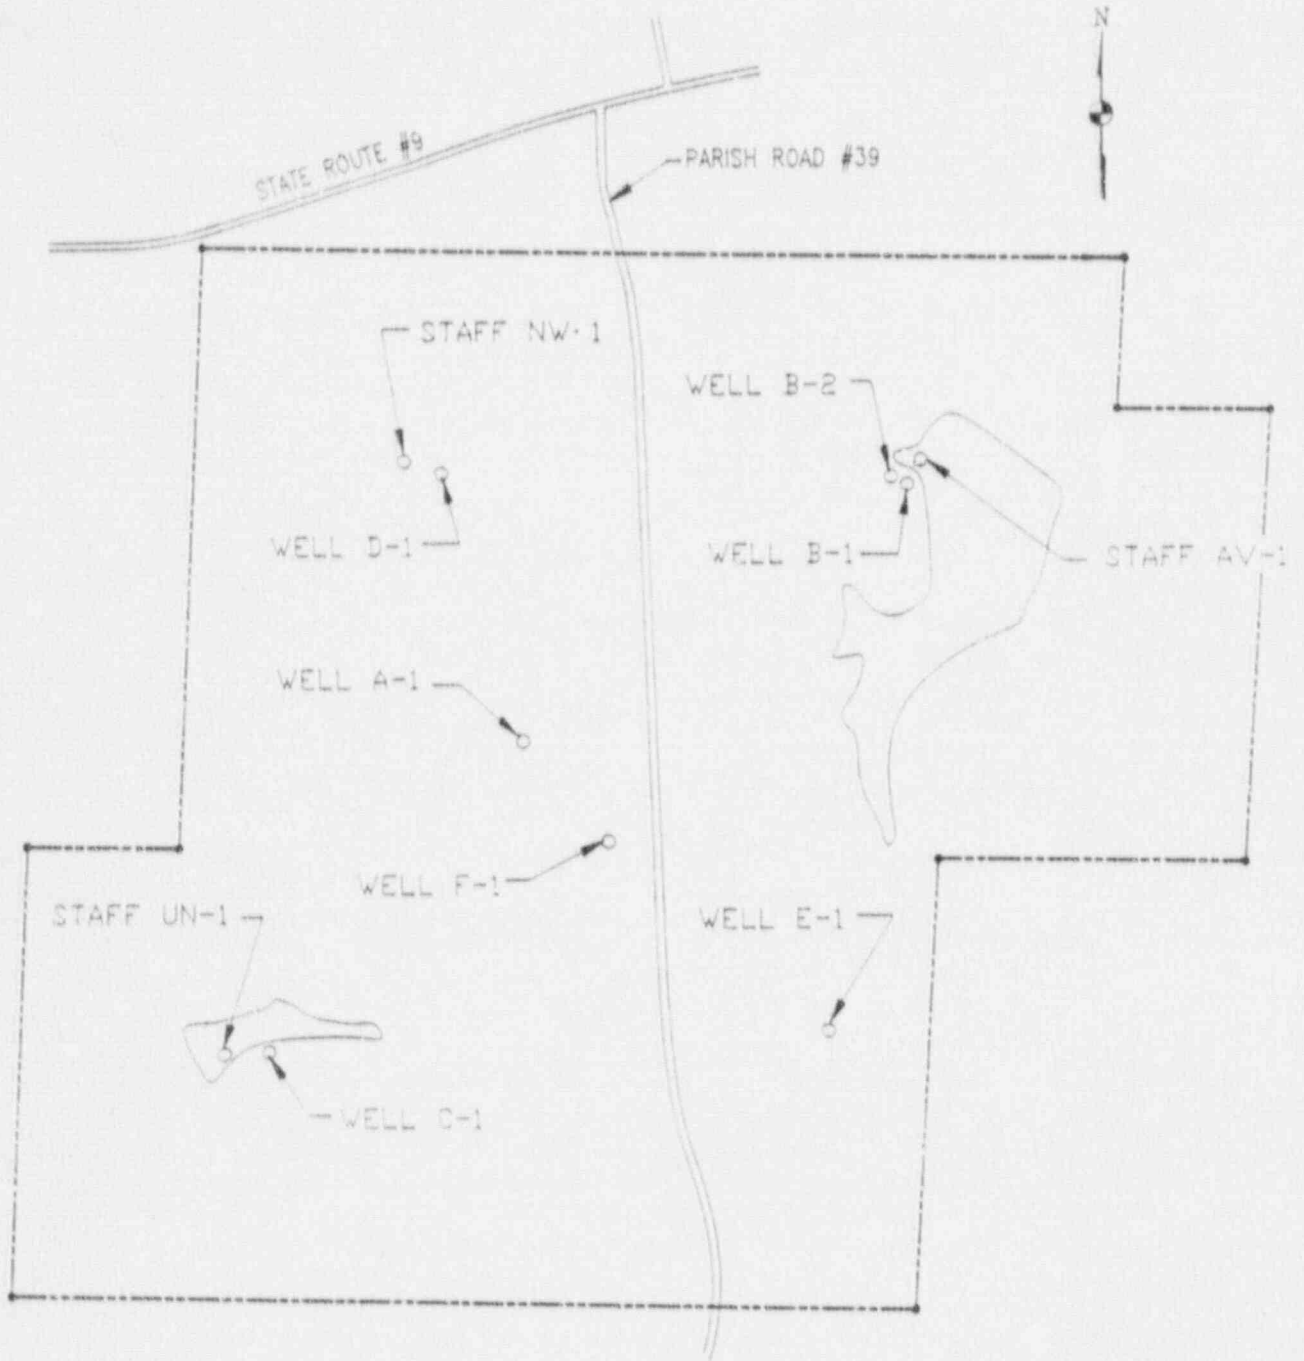 N
STATE ROUTE #9
PARISH ROAD #39
STAFF NW-1
WELL B-2
WELL D-1
WELL B-1
STAFF AV-1
WELL A-1
WELL F-1
STAFF UN-1
WELL E-1
WELL C-1